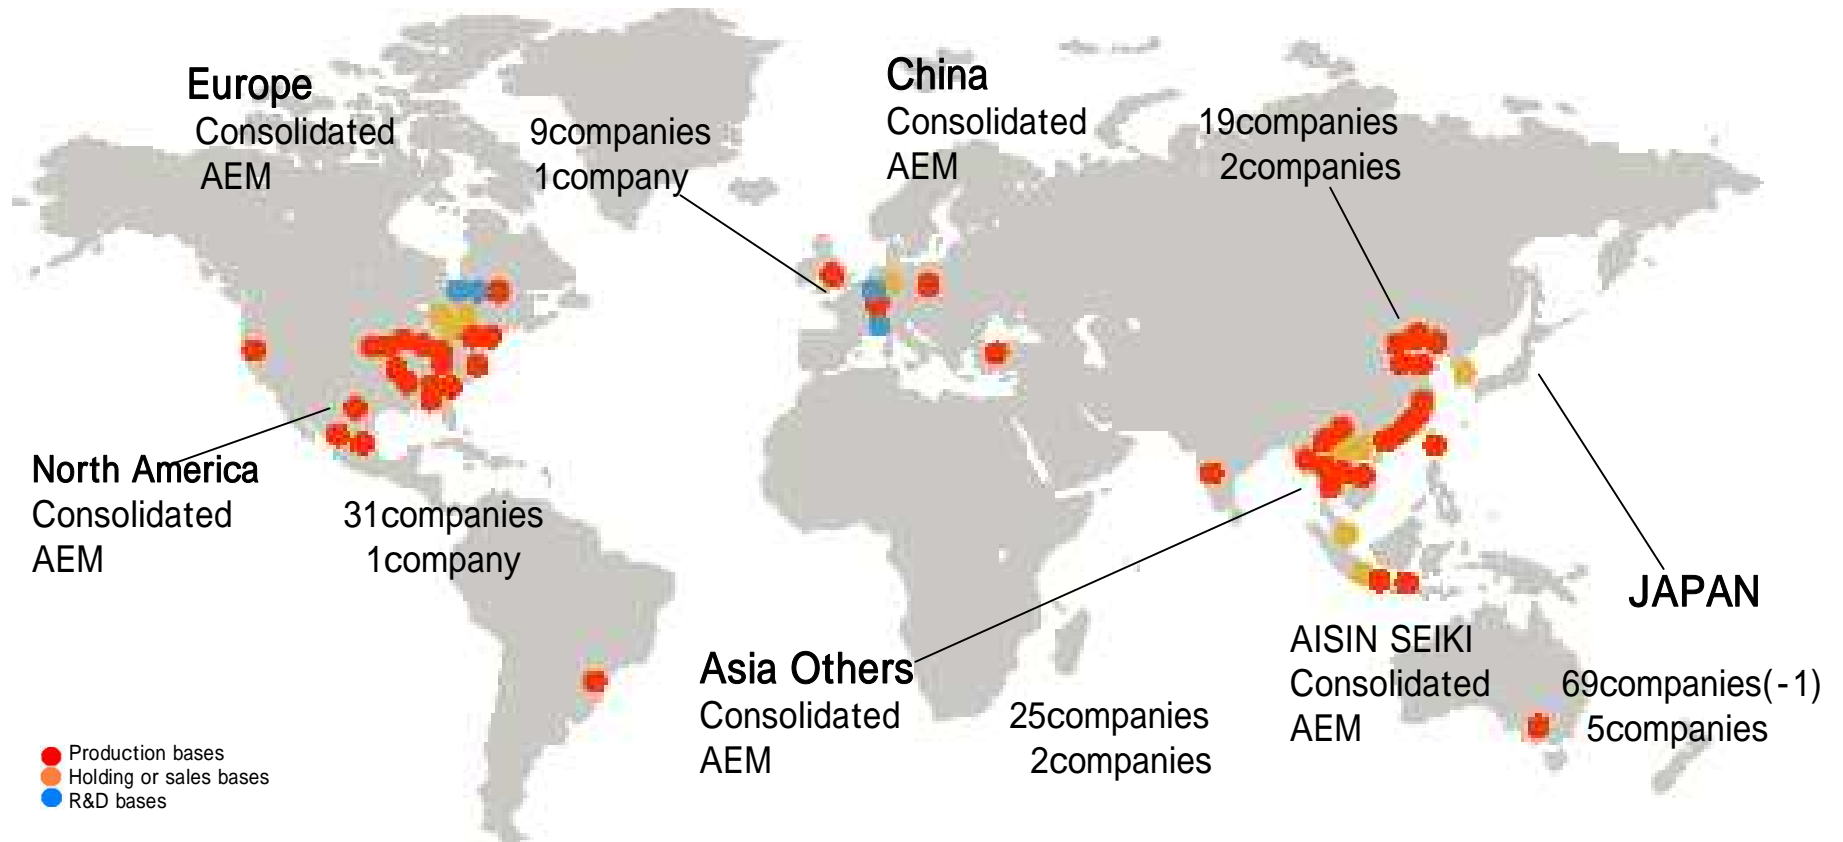 Europe
Consolidated 9companies
AEM 1company
China
Consolidated 19companies
AEM 2companies
North America
Consolidated 31companies
AEM 1company
JAPAN
AISIN SEIKI
Consolidated 69companies(-1)
AEM 5companies
Asia Others
Consolidated 25companies
AEM 2companies
Production bases
Holding or sales bases
R&D bases